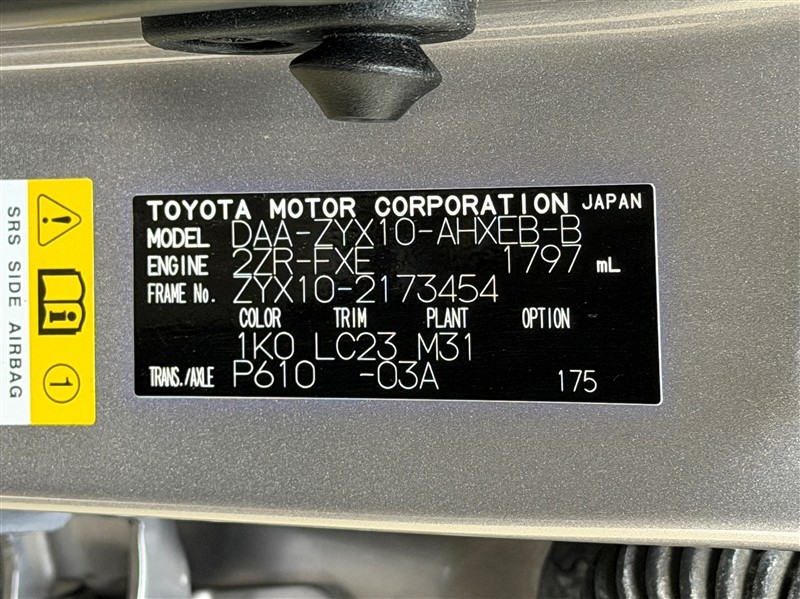 TOYOTA MOTOR CORPORATION JAPAN
MODEL DAA-ZYX10-AHXEB-B
ENGINE 2ZR-FXE 1797 mL
FRAME No. ZYX10-2173454
COLOR TRIM PLANT OPTION
1K0 LC23 M31
TRANS./AXLE P610 -03A 175
SRS SIDE AIRBAG
1